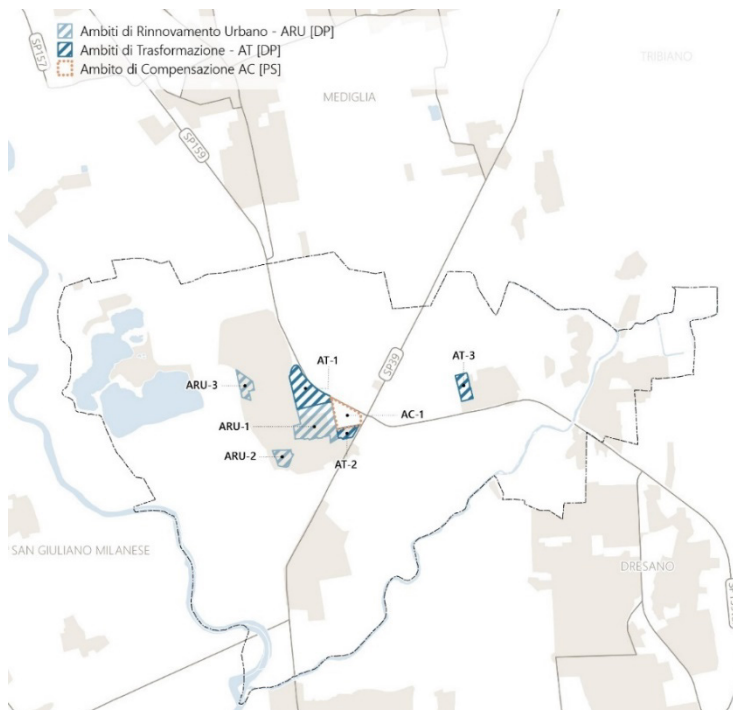 Ambiti di Rinnovamento Urbano - ARU [DP]
Ambiti di Trasformazione - AT [DP]
Ambito di Compensazione AC [PS]
SP157
TRIBIANO
MEDIGLIA
SP159
SP39
AT-1
AT-3
ARU-3
AC-1
ARU-1
ARU-2
AT-2
SAN GIULIANO MILANESE
DRESANO